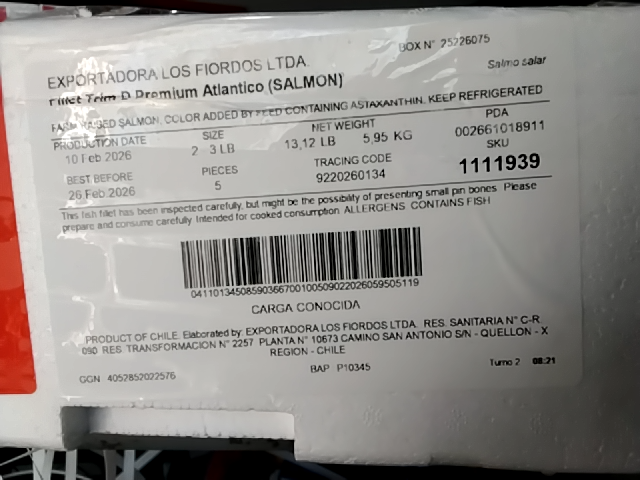 BOX N° 25226075
EXPORTADORA LOS FIORDOS LTDA.
Salmo salar
Fillet Trim D Premium Atlantico (SALMON)
FARM RAISED SALMON, COLOR ADDED BY FEED CONTAINING ASTAXANTHIN. KEEP REFRIGERATED
PRODUCTION DATE SIZE NET WEIGHT PDA
10 Feb 2026 2 3 LB 13,12 LB 5,95 KG 002661018911
BEST BEFORE PIECES TRACING CODE SKU
26 Feb 2026 5 9220260134 1111939
This fish fillet has been inspected carefully, but might be the possibility of presenting small pin bones. Please
prepare and consume carefully. Intended for cooked consumption. ALLERGENS: CONTAINS FISH
041101345085903667001005090220260595051 19
CARGA CONOCIDA
PRODUCT OF CHILE. Elaborated by: EXPORTADORA LOS FIORDOS LTDA. RES. SANITARIA N° C-R
090 RES. TRANSFORMACION N° 2257 PLANTA N° 10673 CAMINO SAN ANTONIO S/N - QUELLON - X
REGION - CHILE
GGN 4052852022576 BAP P10345 Turno 2 08:21